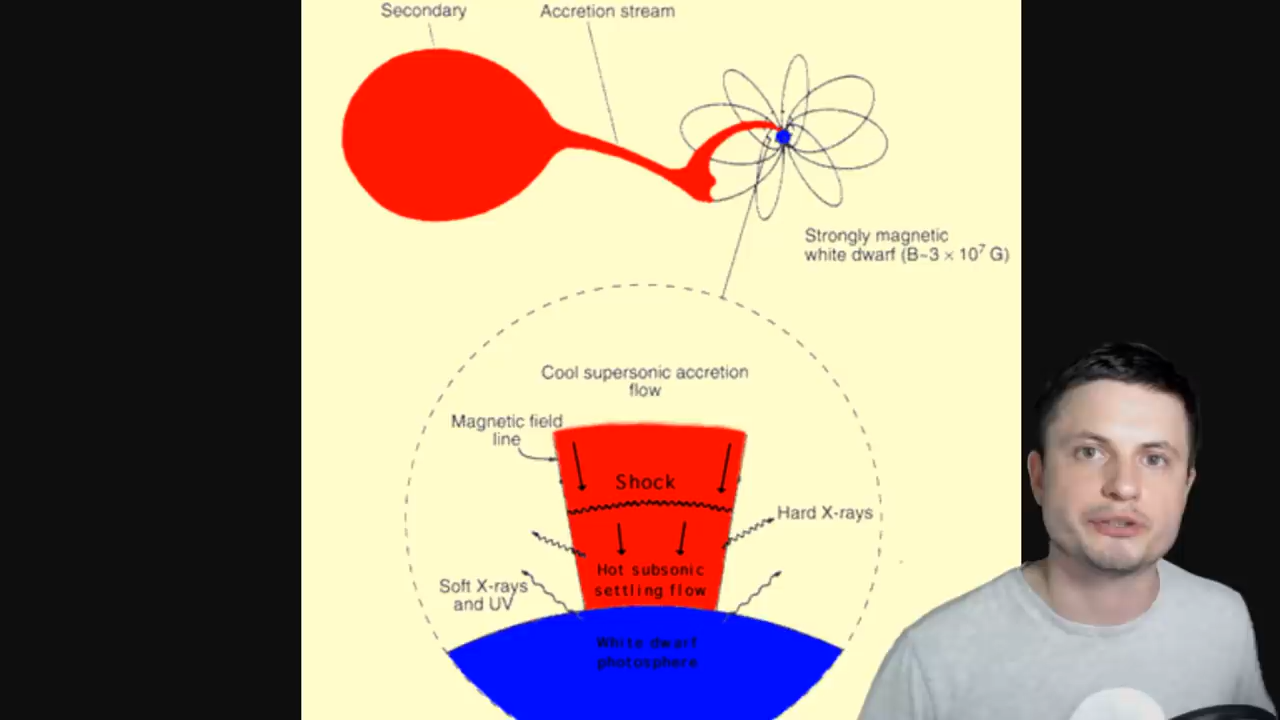 Secondary
Accretion stream
Strongly magnetic
white dwarf (B~3 × 10⁷ G)
Cool supersonic accretion
flow
Magnetic field
line
Shock
Hard X-rays
Hot subsonic
settling flow
Soft X-rays
and UV
White dwarf
photosphere